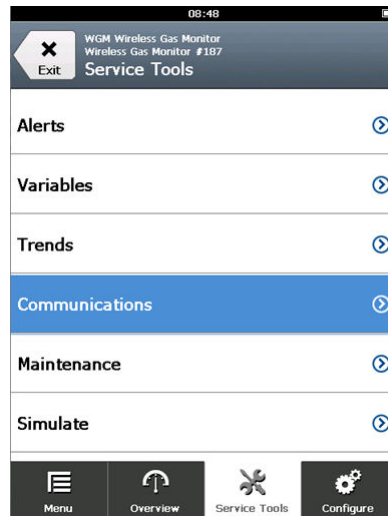 08:48
WGM Wireless Gas Monitor
Wireless Gas Monitor #187
Exit
Service Tools
Alerts
Variables
Trends
Communications
Maintenance
Simulate
Menu
Overview
Service Tools
Configure